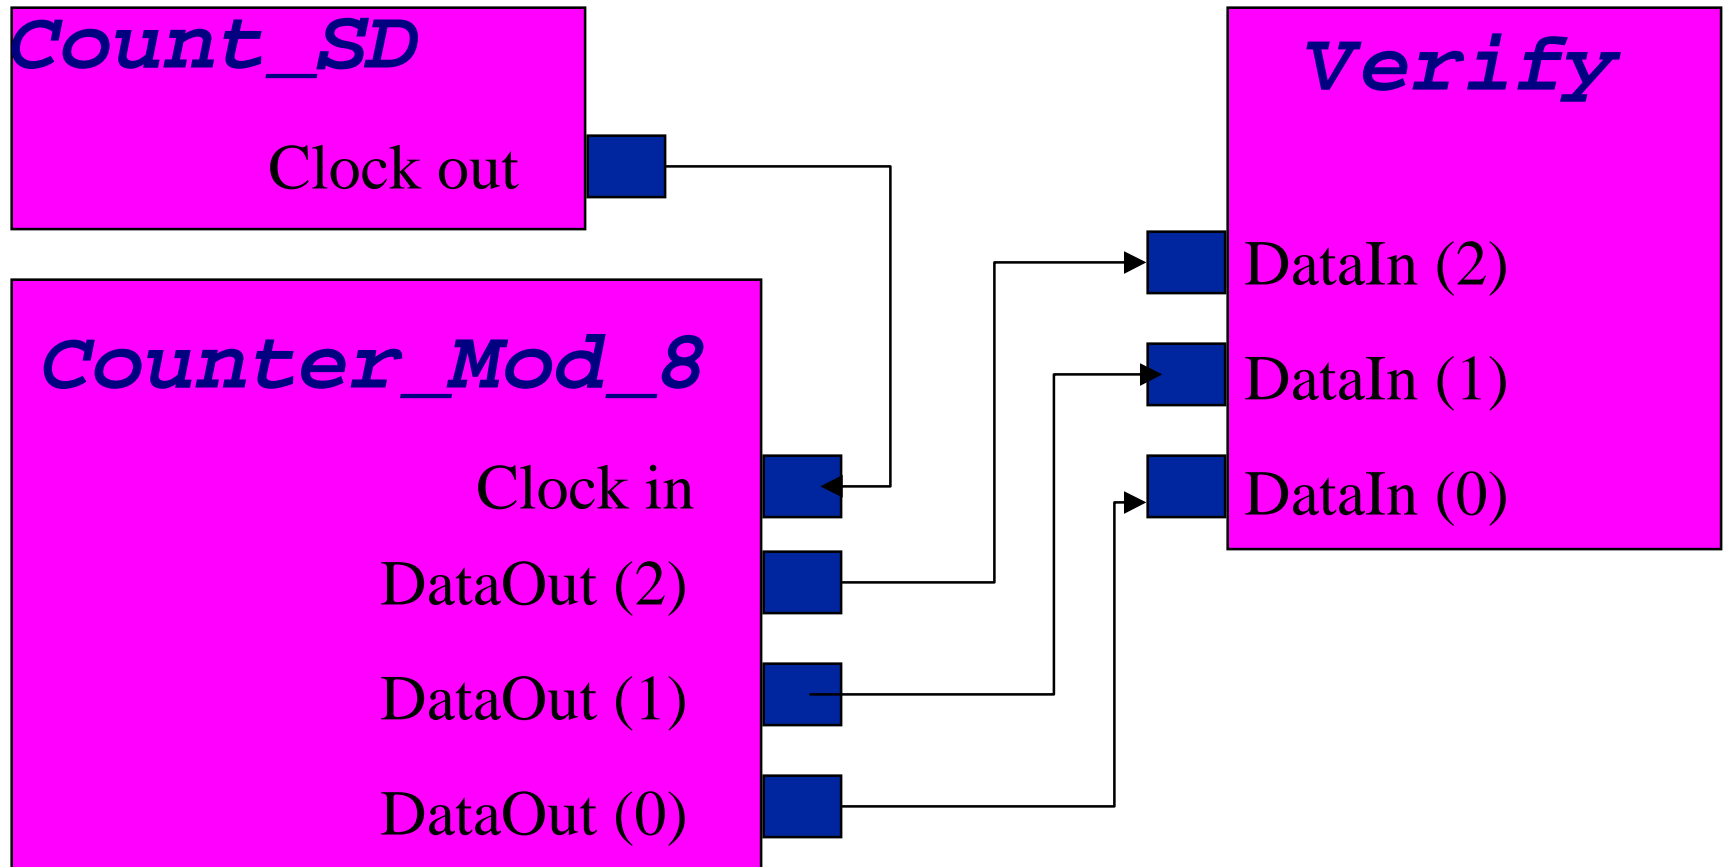 Count_SD
Clock out
Counter_Mod_8
Clock in
DataOut (2)
DataOut (1)
DataOut (0)
Verify
DataIn (2)
DataIn (1)
DataIn (0)